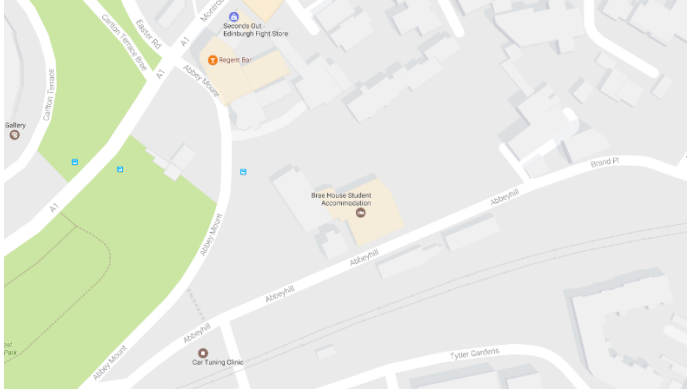 Montrose
Seconds Out -
Edinburgh Fight Store
Easter Rd
A1
Carlton Terrace Brae
Regent Bar
A1
Abbey Mount
Carlton Terrace
Gallery
Brand Pl
Brae House Student
Accommodation
Abbeyhill
A1
Abbey Mount
Abbeyhill
Abbeyhill
Abbeyhill
Park
Tyler Gardens
Car Tuning Clinic
Abbey Mount